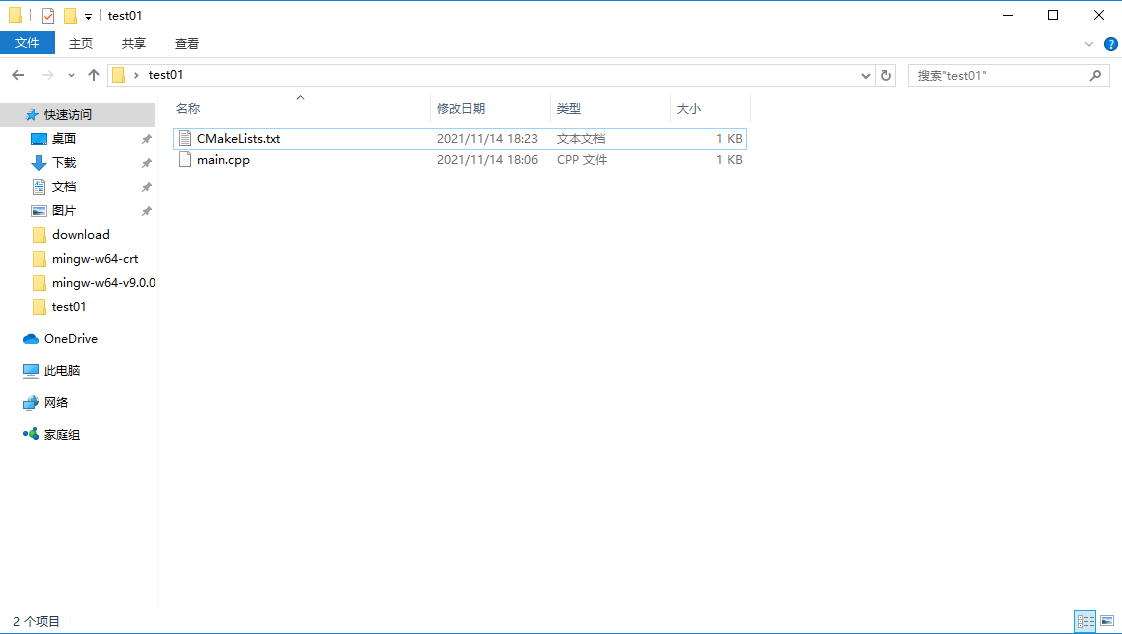 test01
文件 主页 共享 查看
test01
搜索"test01"
名称 修改日期 类型 大小
CMakeLists.txt 2021/11/14 18:23 文本文档 1 KB
main.cpp 2021/11/14 18:06 CPP 文件 1 KB
快速访问
桌面
下载
文档
图片
download
mingw-w64-crt
mingw-w64-v9.0.0
test01
OneDrive
此电脑
网络
家庭组
2 个项目